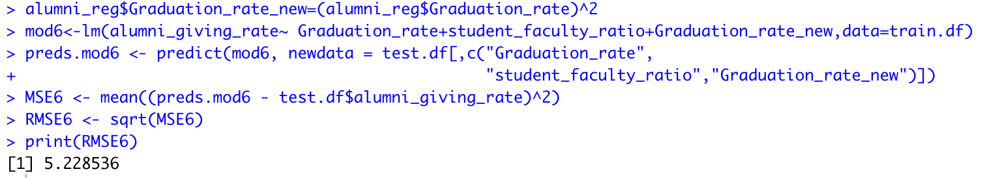 > alumni_reg$Graduation_rate_new=(alumni_reg$Graduation_rate)^2
> mod6<-lm(alumni_giving_rate~ Graduation_rate+student_faculty_ratio+Graduation_rate_new,data=train.df)
> preds.mod6 <- predict(mod6, newdata = test.df[,c("Graduation_rate",
+                                                 "student_faculty_ratio","Graduation_rate_new")])
> MSE6 <- mean((preds.mod6 - test.df$alumni_giving_rate)^2)
> RMSE6 <- sqrt(MSE6)
> print(RMSE6)
[1] 5.228536